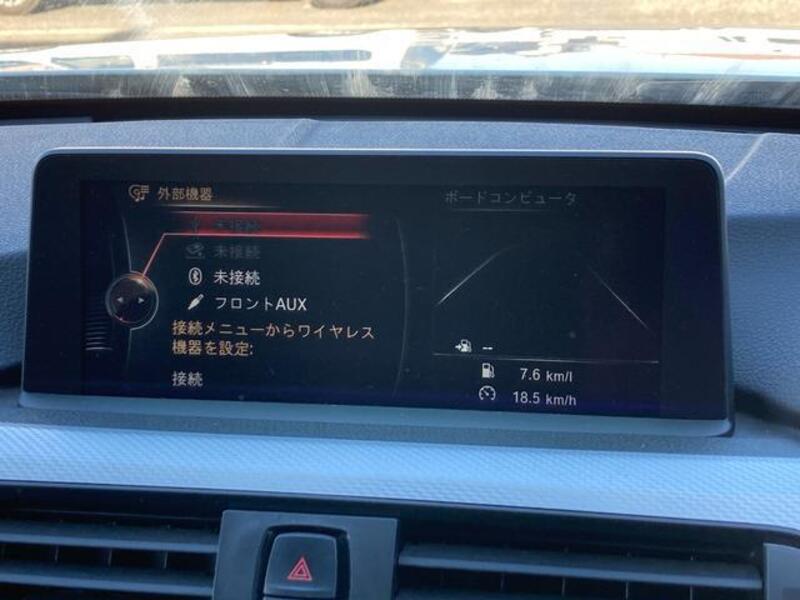 外部機器
未接続
未接続
未接続
フロントAUX
接続メニューからワイヤレス
機器を設定:
接続
ボードコンピュータ
--
7.6 km/l
18.5 km/h